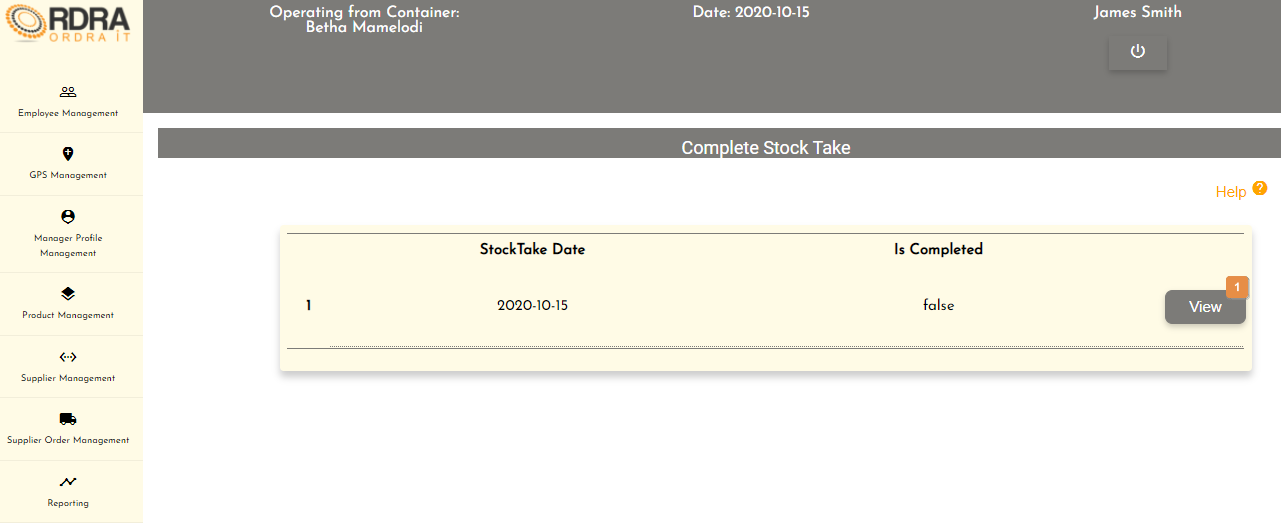 RDRA
ORDRA IT
Operating from Container:
Betha Mamelodi
Date: 2020-10-15
James Smith
Employee Management
GPS Management
Manager Profile
Management
Product Management
Supplier Management
Supplier Order Management
Reporting
Complete Stock Take
Help ?
StockTake Date Is Completed
1 2020-10-15 false View 1